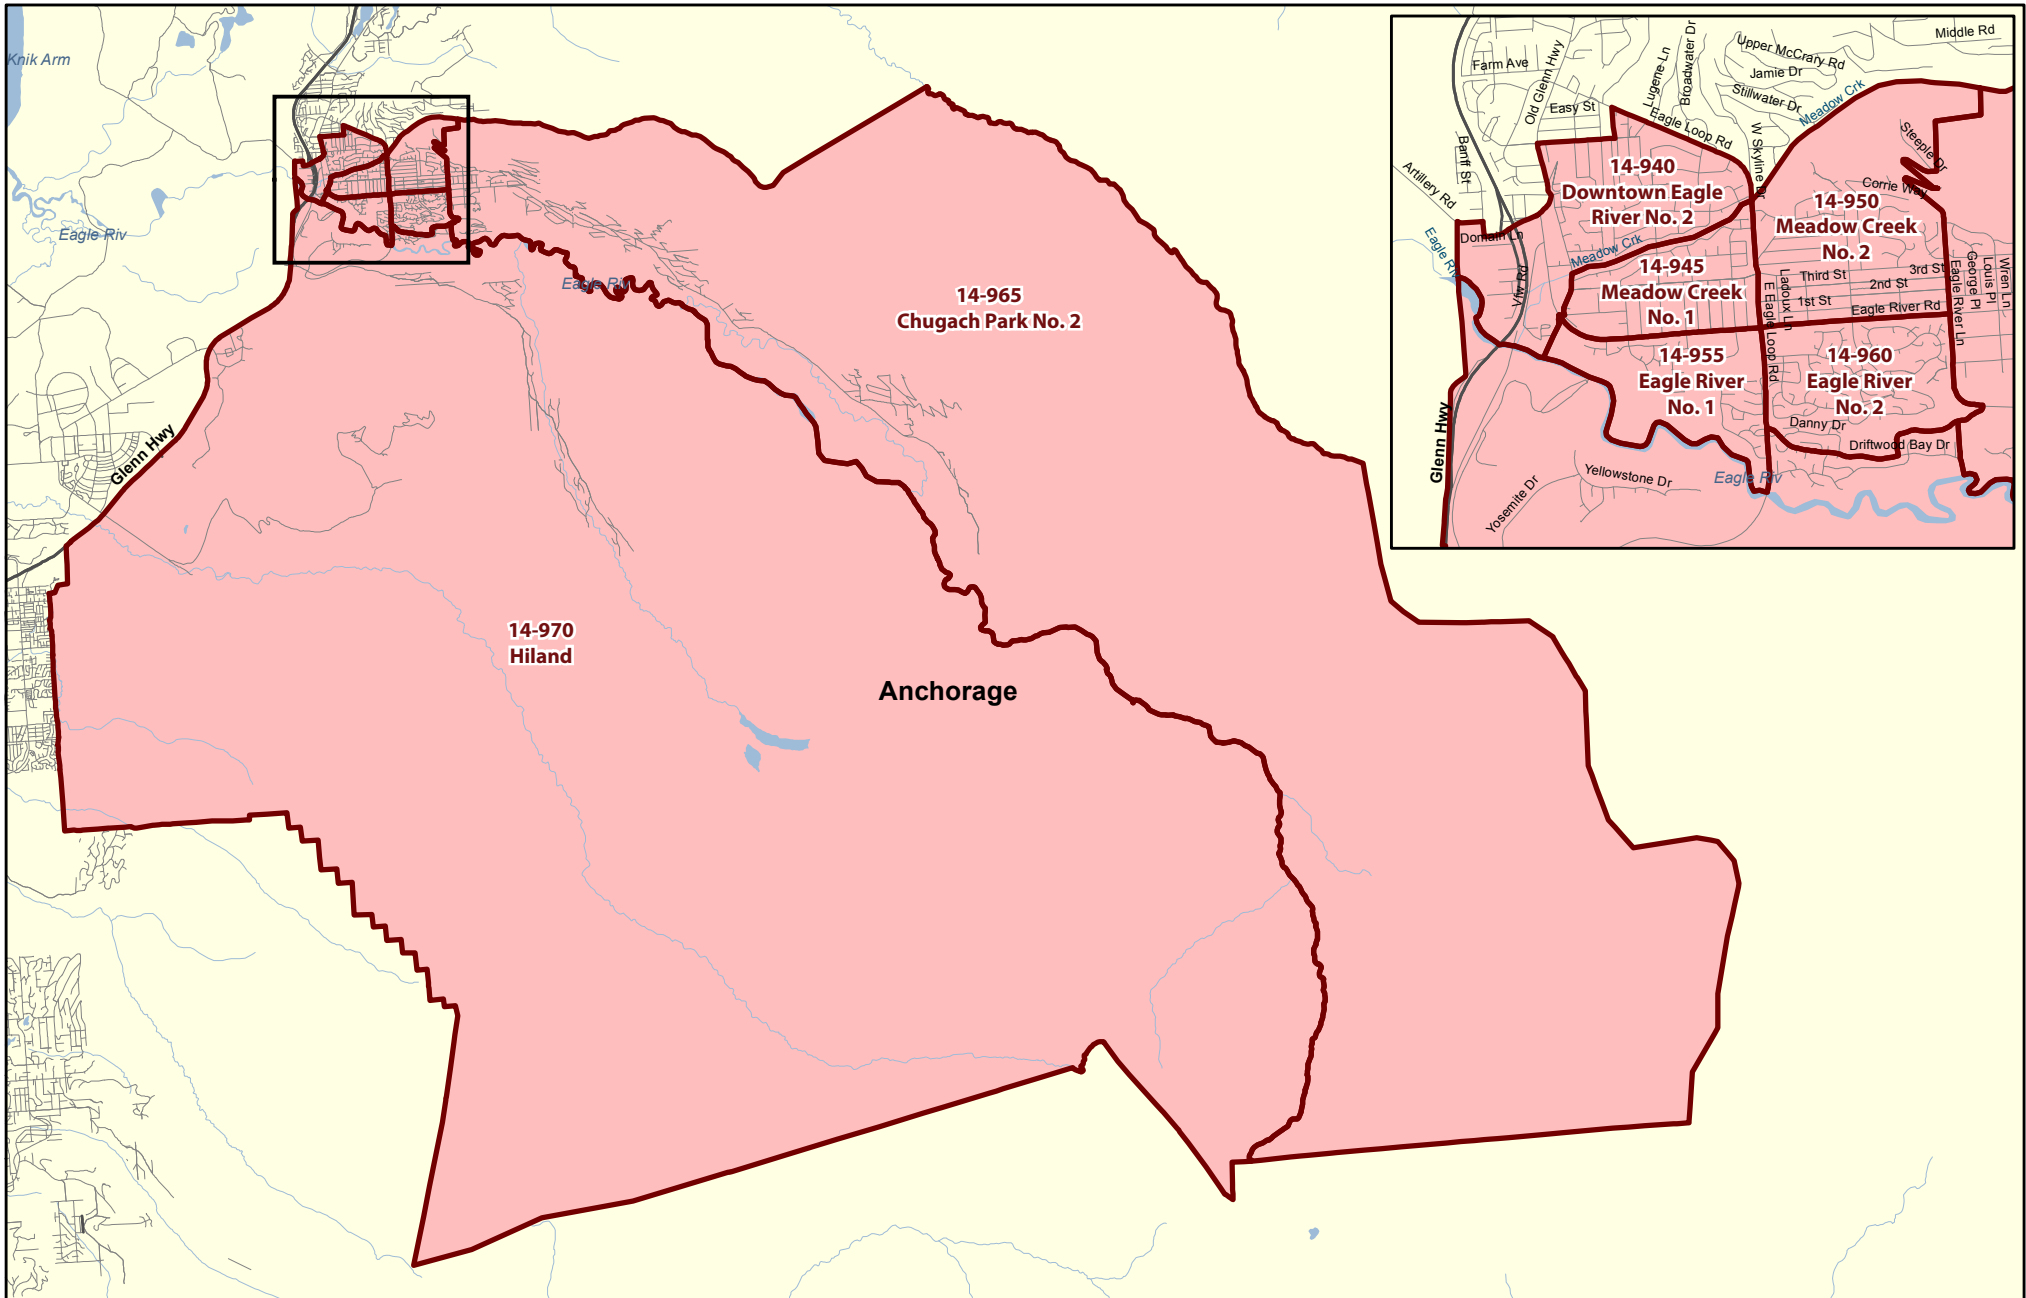 Knik Arm
Eagle Riv
Eagle Riv
Glenn Hwy
14-965
Chugach Park No. 2
14-970
Hiland
Anchorage
Middle Rd
Upper McCrary Rd
Farm Ave
Old Glenn Hwy
Lugene Ln
Broadwater Dr
Jamie Dr
Stillwater Dr
Meadow Crk
Easy St
Eagle Loop Rd
W Skyline Dr
Steeple Dr
Banff St
Artillery Rd
14-940
Downtown Eagle
River No. 2
Corrie Way
14-950
Meadow Creek
No. 2
Domain Ln
Eagle Riv
Meadow Crk
14-945
Meadow Creek
No. 1
Vfw Rd
Third St
3rd St
2nd St
1st St
Ladoux Ln
E Eagle Loop Rd
Eagle River Rd
Eagle River Ln
George Pl
Louis Pl
Wren Ln
14-955
Eagle River
No. 1
14-960
Eagle River
No. 2
Danny Dr
Driftwood Bay Dr
Glenn Hwy
Yellowstone Dr
Yosemite Dr
Eagle Riv